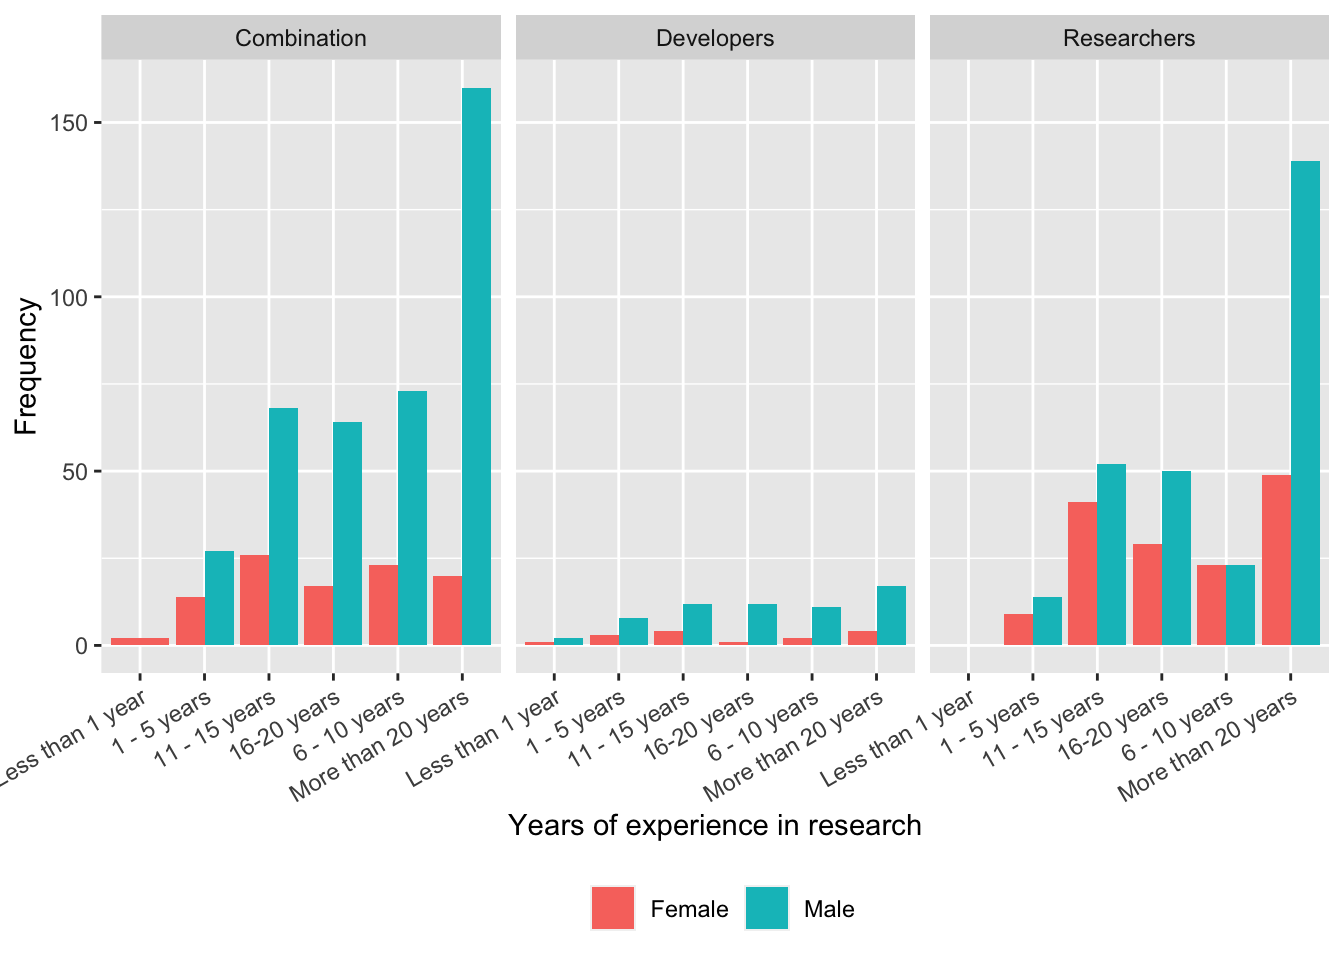 Combination
Developers
Researchers
Frequency
150
100
50
0
Less than 1 year
1 - 5 years
11 - 15 years
16-20 years
6 - 10 years
More than 20 years
Less than 1 year
1 - 5 years
11 - 15 years
16-20 years
6 - 10 years
More than 20 years
Less than 1 year
1 - 5 years
11 - 15 years
16-20 years
6 - 10 years
More than 20 years
Years of experience in research
Female
Male